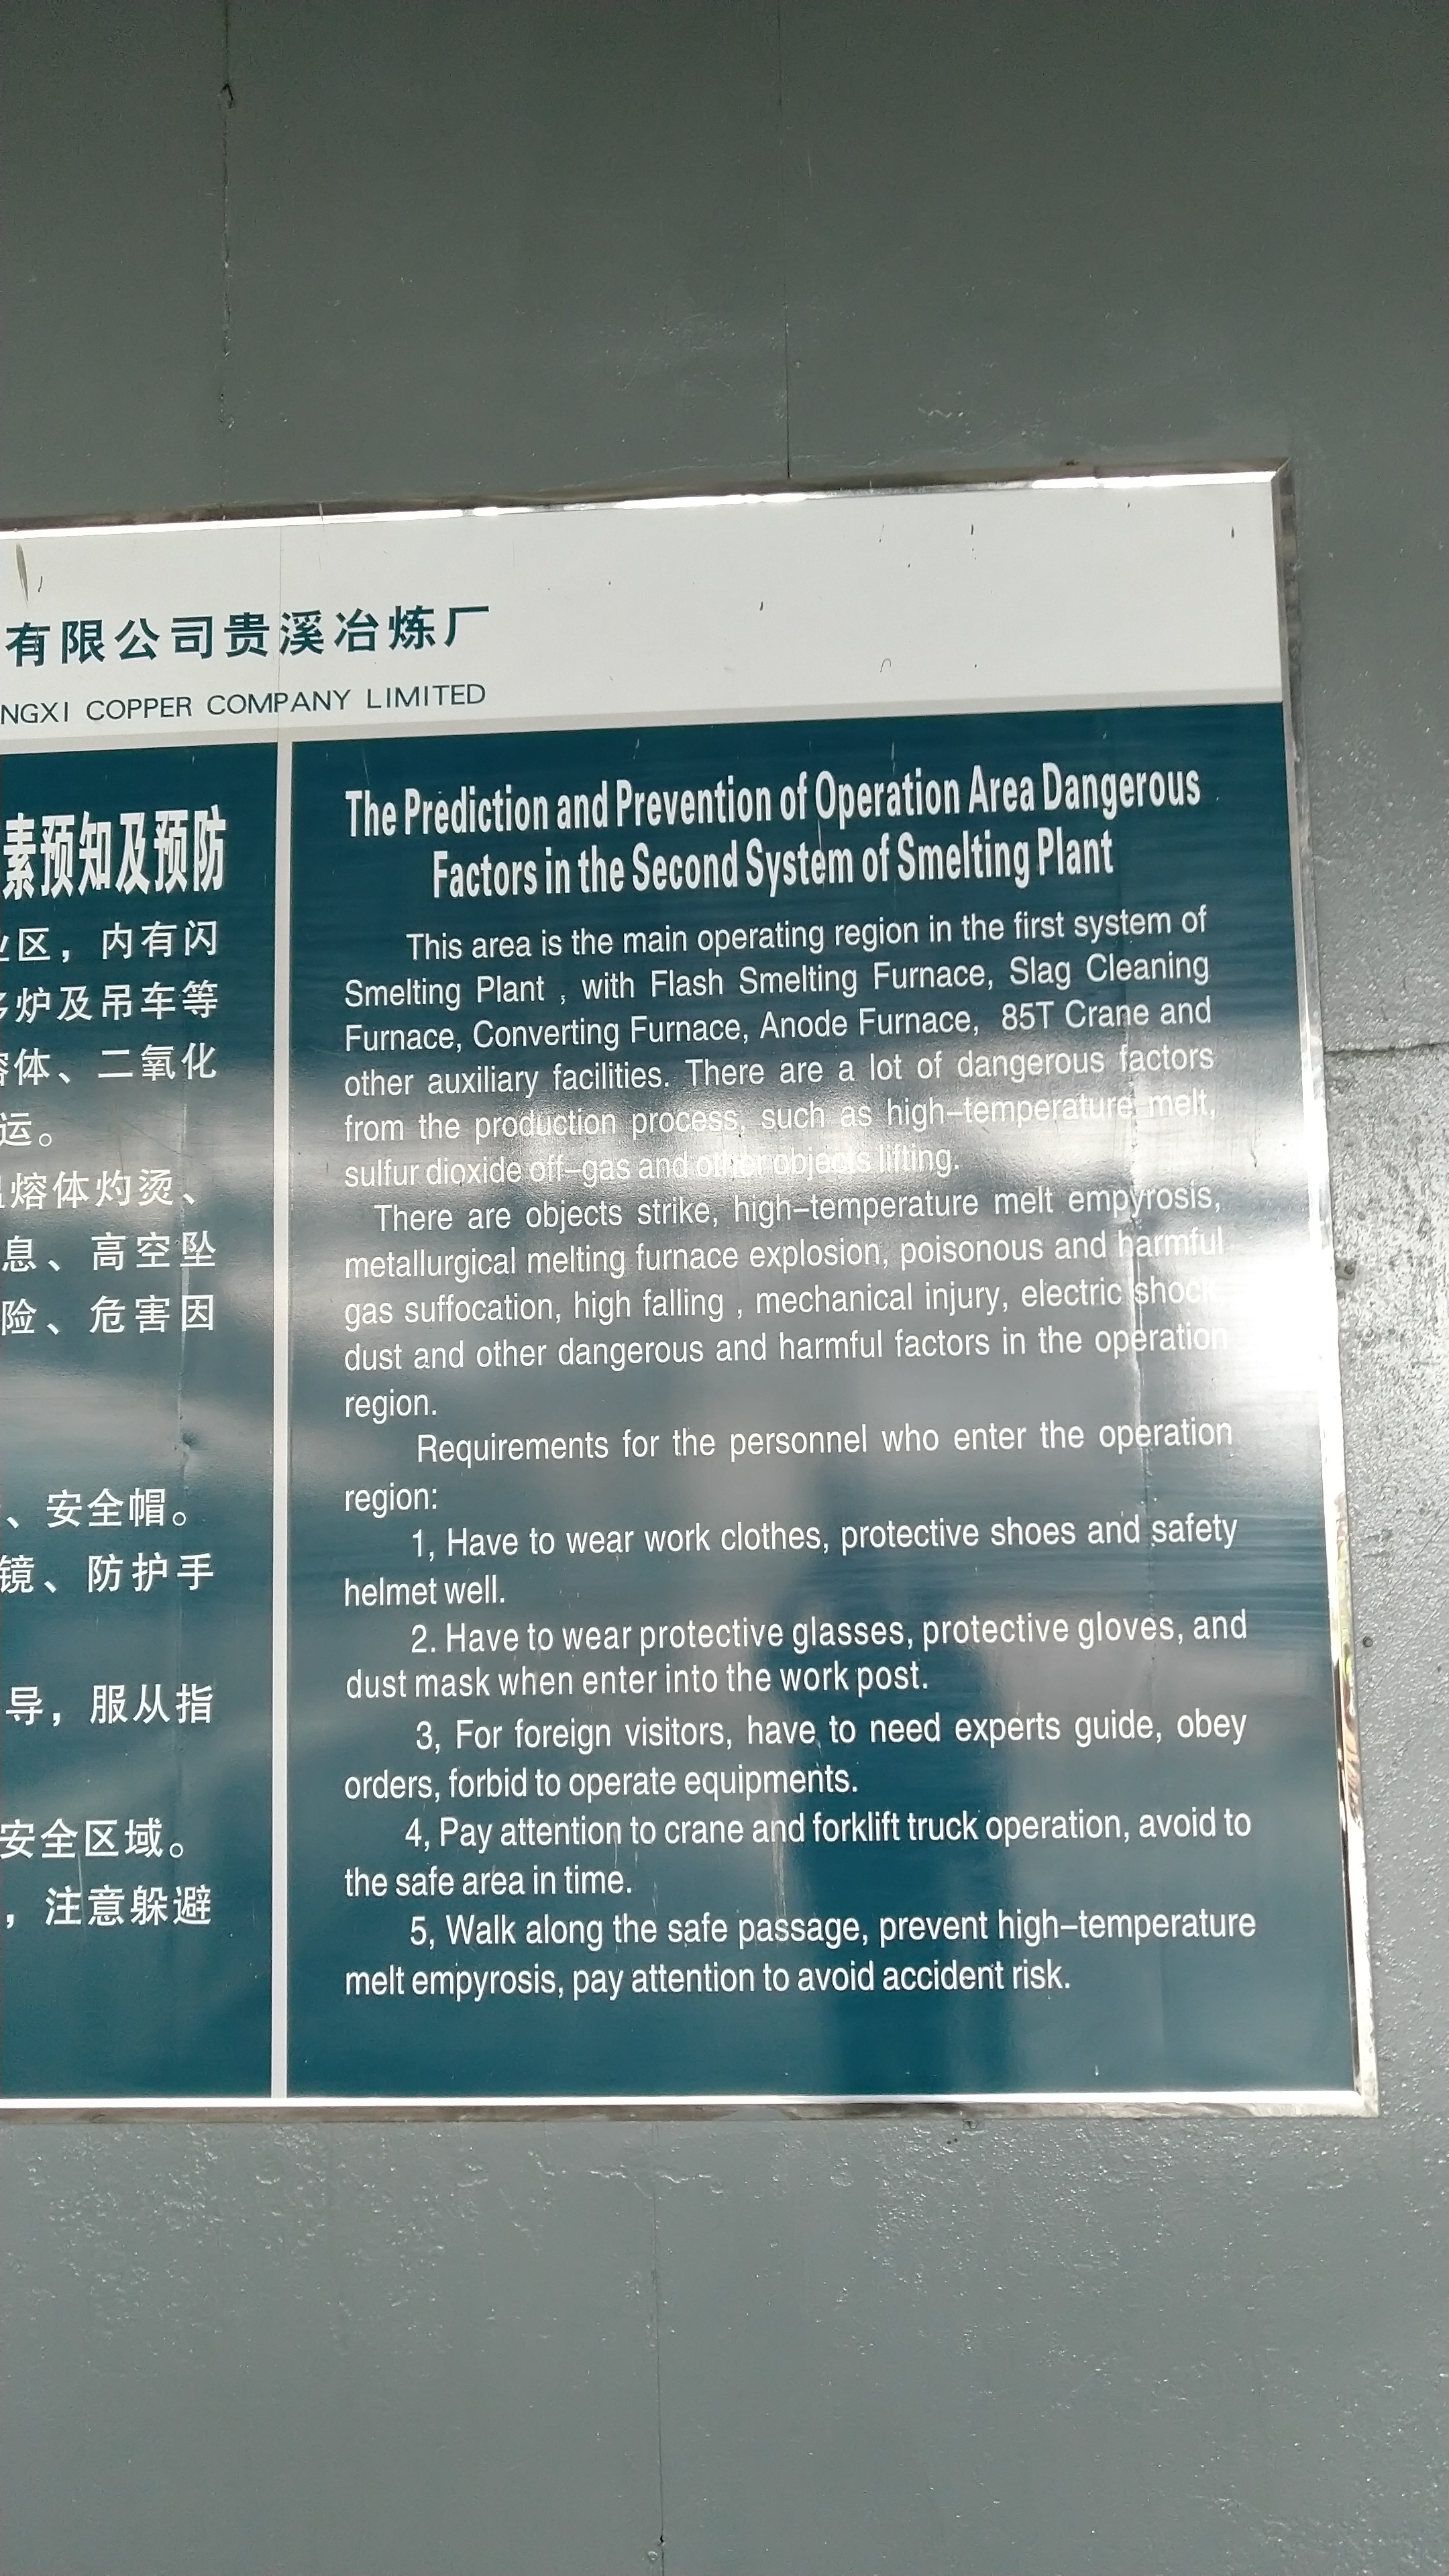 有限公司贵溪冶炼厂
NGXI COPPER COMPANY LIMITED
素预知及预防
业区，内有闪
炉及吊车等
容体、二氧化
运。
熔体灼烫、
息、高空坠
险、危害因
、安全帽。
镜、防护手
导，服从指
安全区域。
，注意躲避
The Prediction and Prevention of Operation Area Dangerous
Factors in the Second System of Smelting Plant
This area is the main operating region in the first system of
Smelting Plant , with Flash Smelting Furnace, Slag Cleaning
Furnace, Converting Furnace, Anode Furnace, 85T Crane and
other auxiliary facilities. There are a lot of dangerous factors
from the production process, such as high-temperature melt,
sulfur dioxide off-gas and other objects lifting.
There are objects strike, high-temperature melt empyrosis,
metallurgical melting furnace explosion, poisonous and harmful
gas suffocation, high falling , mechanical injury, electric shock,
dust and other dangerous and harmful factors in the operation
region.
Requirements for the personnel who enter the operation
region:
1, Have to wear work clothes, protective shoes and safety
helmet well.
2. Have to wear protective glasses, protective gloves, and
dust mask when enter into the work post.
3, For foreign visitors, have to need experts guide, obey
orders, forbid to operate equipments.
4, Pay attention to crane and forklift truck operation, avoid to
the safe area in time.
5, Walk along the safe passage, prevent high-temperature
melt empyrosis, pay attention to avoid accident risk.